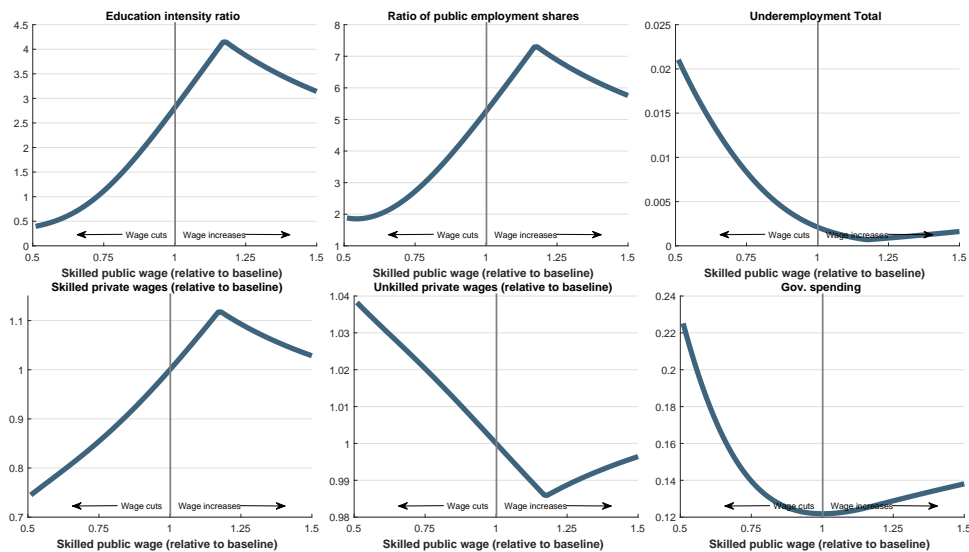 Education intensity ratio
4.5
4
3.5
3
2.5
2
1.5
1
0.5
0
Wage cuts
Wage increases
0.5 0.75 1 1.25 1.5
Skilled public wage (relative to baseline)
Ratio of public employment shares
8
7
6
5
4
3
2
1
Wage cuts
Wage increases
0.5 0.75 1 1.25 1.5
Skilled public wage (relative to baseline)
Underemployment Total
0.025
0.02
0.015
0.01
0.005
0
Wage cuts
Wage increases
0.5 0.75 1 1.25 1.5
Skilled public wage (relative to baseline)
Skilled private wages (relative to baseline)
1.1
1
0.9
0.8
0.7
Wage cuts
Wage increases
0.5 0.75 1 1.25 1.5
Skilled public wage (relative to baseline)
Unkilled private wages (relative to baseline)
1.04
1.03
1.02
1.01
1
0.99
0.98
Wage cuts
Wage increases
0.5 0.75 1 1.25 1.5
Skilled public wage (relative to baseline)
Gov. spending
0.24
0.22
0.2
0.18
0.16
0.14
0.12
Wage cuts
Wage increases
0.5 0.75 1 1.25 1.5
Skilled public wage (relative to baseline)